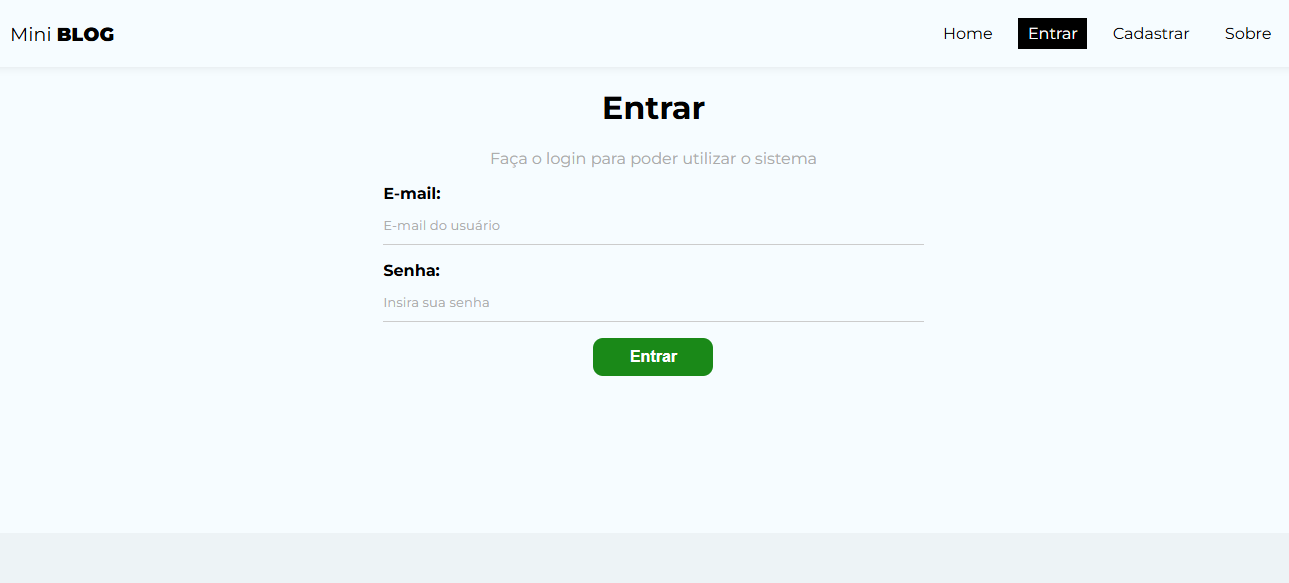 Mini BLOG
Home Entrar Cadastrar Sobre
Entrar
Faça o login para poder utilizar o sistema
E-mail:
E-mail do usuário
Senha:
Insira sua senha
Entrar